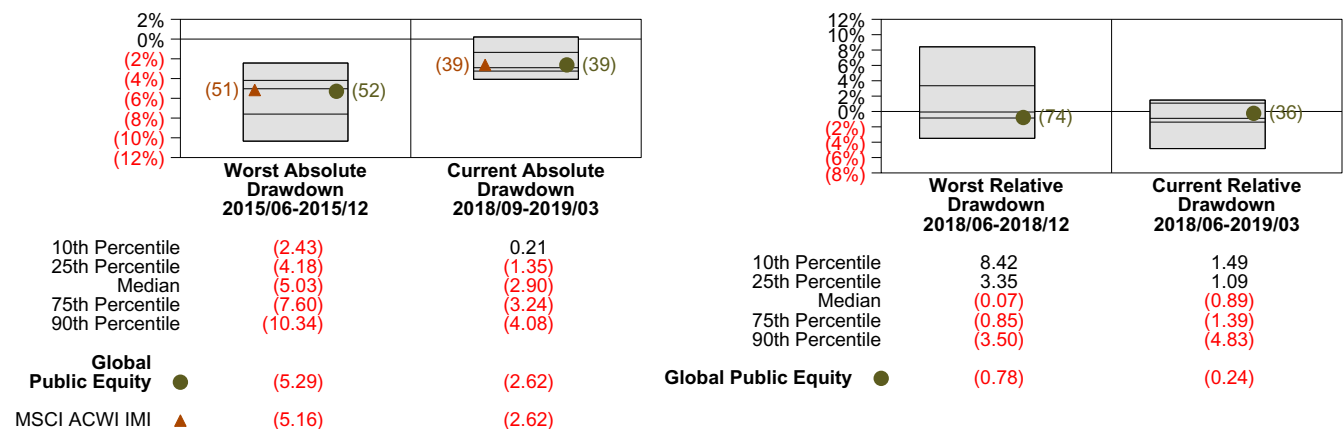 2%
0%
(2%)
(4%)
(6%)
(8%)
(10%)
(12%)
(51) (52)
(39) (39)
Worst Absolute
Drawdown
2015/06-2015/12
Current Absolute
Drawdown
2018/09-2019/03
10th Percentile (2.43) 0.21
25th Percentile (4.18) (1.35)
Median (5.03) (2.90)
75th Percentile (7.60) (3.24)
90th Percentile (10.34) (4.08)
Global
Public Equity (5.29) (2.62)
MSCI ACWI IMI (5.16) (2.62)
12%
10%
8%
6%
4%
2%
0%
(2%)
(4%)
(6%)
(8%)
(74)
(36)
Worst Relative
Drawdown
2018/06-2018/12
Current Relative
Drawdown
2018/06-2019/03
10th Percentile 8.42 1.49
25th Percentile 3.35 1.09
Median (0.07) (0.89)
75th Percentile (0.85) (1.39)
90th Percentile (3.50) (4.83)
Global Public Equity (0.78) (0.24)